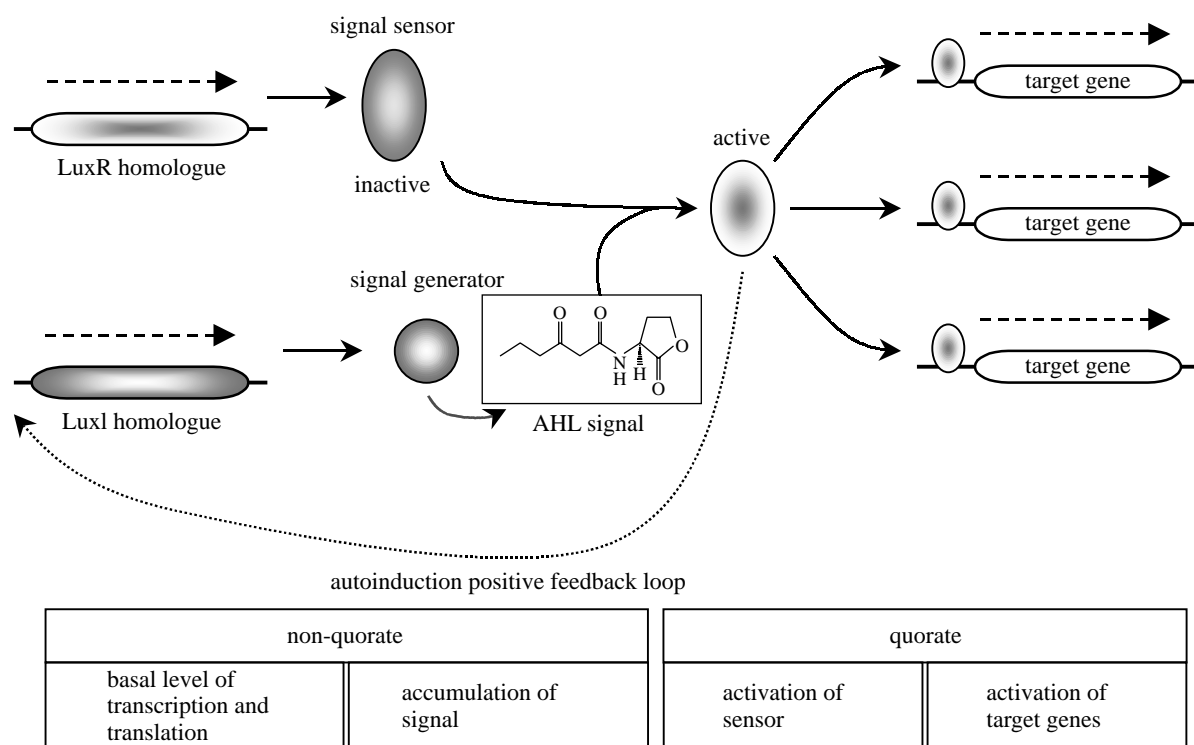 signal sensor
target gene
LuxR homologue
inactive
active
target gene
signal generator
O
O
O
N
H
H
O
target gene
LuxI homologue
AHL signal
autoinduction positive feedback loop
non-quorate
quorate
basal level of
transcription and
translation
accumulation of
signal
activation of
sensor
activation of
target genes